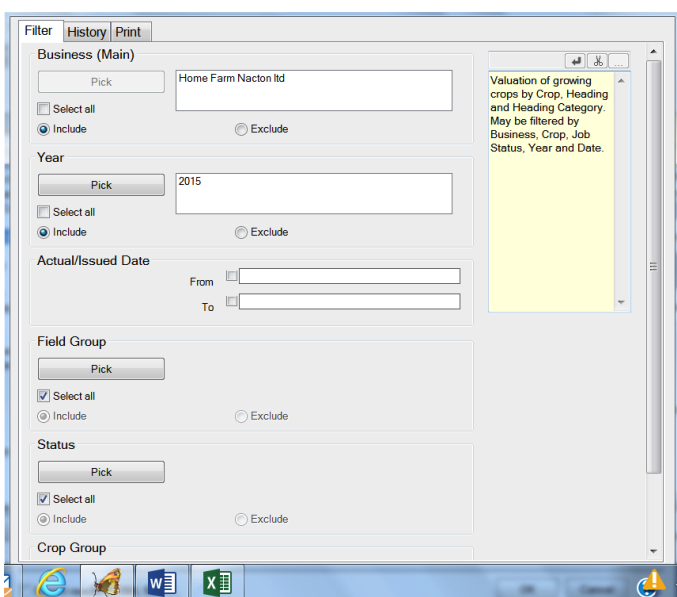 Filter History Print
Business (Main)
Pick
Home Farm Nacton ltd
Select all
Include Exclude
...
Valuation of growing
crops by Crop, Heading
and Heading Category.
May be filtered by
Business, Crop, Job
Status, Year and Date.
Year
Pick
2015
Select all
Include Exclude
Actual/Issued Date
From
To
Field Group
Pick
Select all
Include Exclude
Status
Pick
Select all
Include Exclude
Crop Group
OK Cancel